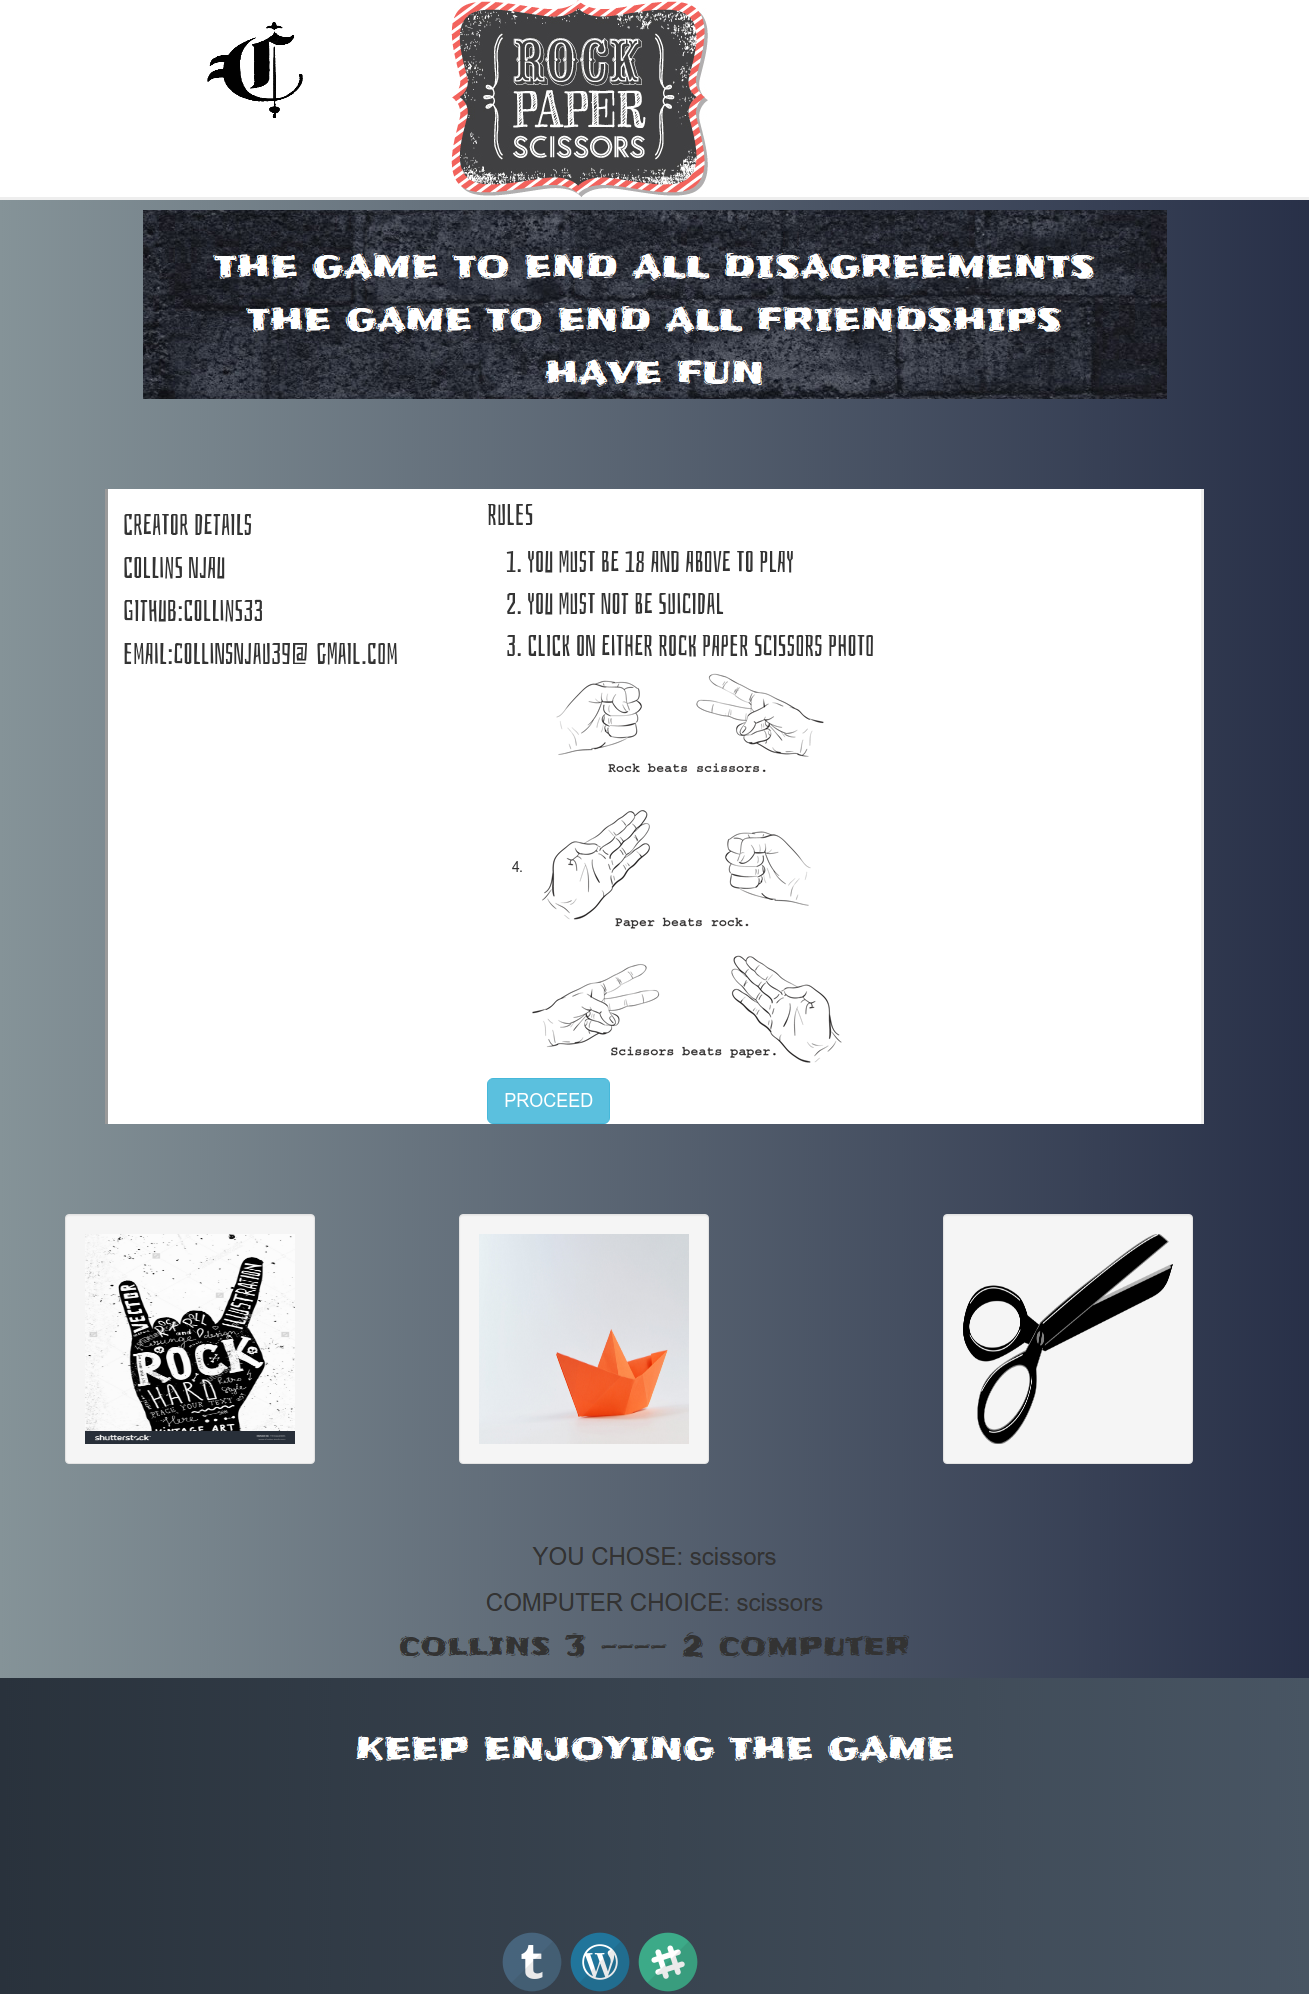 C
ROCK
PAPER
SCISSORS
THE GAME TO END ALL DISAGREEMENTS
THE GAME TO END ALL FRIENDSHIPS
HAVE FUN
CREATOR DETAILS
COLLINS NJAU
GITHUB:COLLINS33
EMAIL:COLLINSNJAU39@ GMAIL.COM
RULES
1. YOU MUST BE 18 AND ABOVE TO PLAY
2. YOU MUST NOT BE SUICIDAL
3. CLICK ON EITHER ROCK PAPER SCISSORS PHOTO
Rock beats scissors.
4.
Paper beats rock.
Scissors beats paper.
PROCEED
VECTOR
ILLUSTRATION
ROCK
HARD
PLACE YOUR TEXT
Here
VINTAGE ART
shutterstock
YOU CHOSE: scissors
COMPUTER CHOICE: scissors
COLLINS 3 ---- 2 COMPUTER
KEEP ENJOYING THE GAME